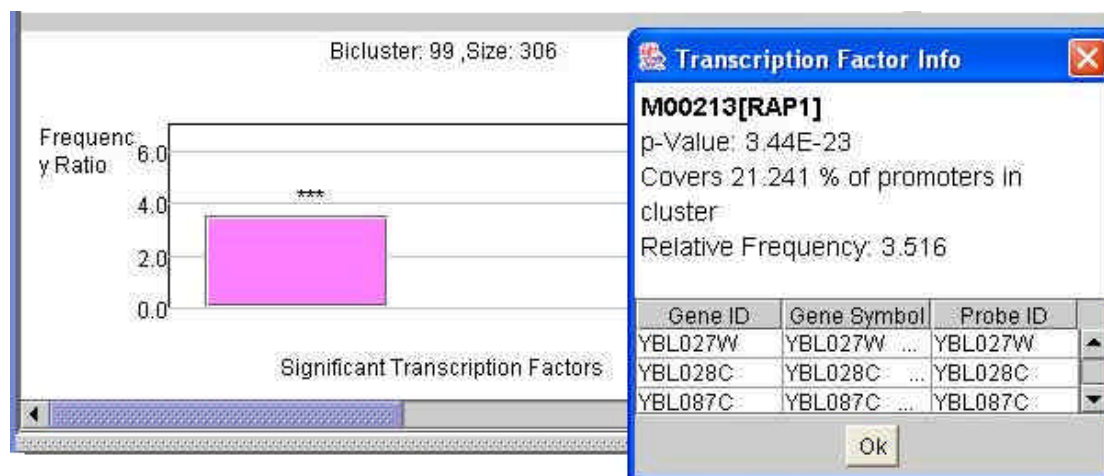 Bicluster: 99 ,Size: 306
Frequenc
y Ratio
6.0
4.0
2.0
0.0
***
Significant Transcription Factors
Transcription Factor Info
M00213[RAP1]
p-Value: 3.44E-23
Covers 21.241 % of promoters in
cluster
Relative Frequency: 3.516
Gene ID Gene Symbol Probe ID
YBL027W YBL027W ... YBL027W
YBL028C YBL028C ... YBL028C
YBL087C YBL087C ... YBL087C
Ok